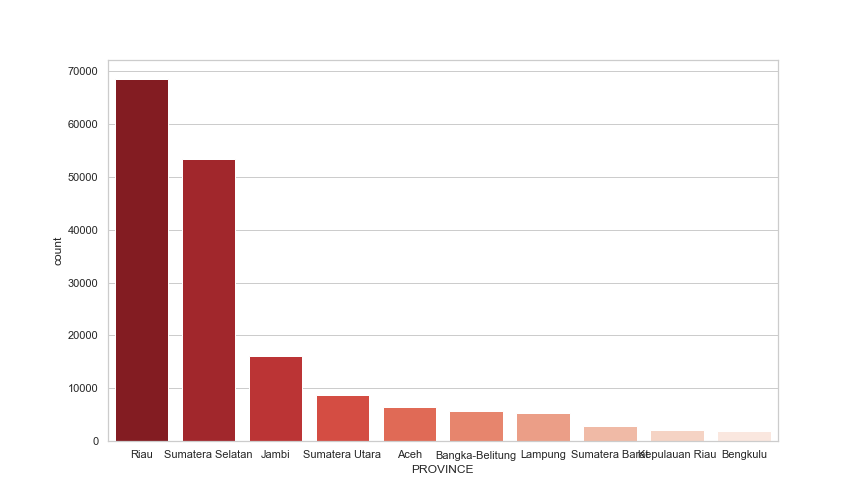 70000
60000
50000
40000
30000
20000
10000
0
count
Riau Sumatera Selatan Jambi Sumatera Utara Aceh Bangka-Belitung Lampung Sumatera Barat Kepulauan Riau Bengkulu
PROVINCE